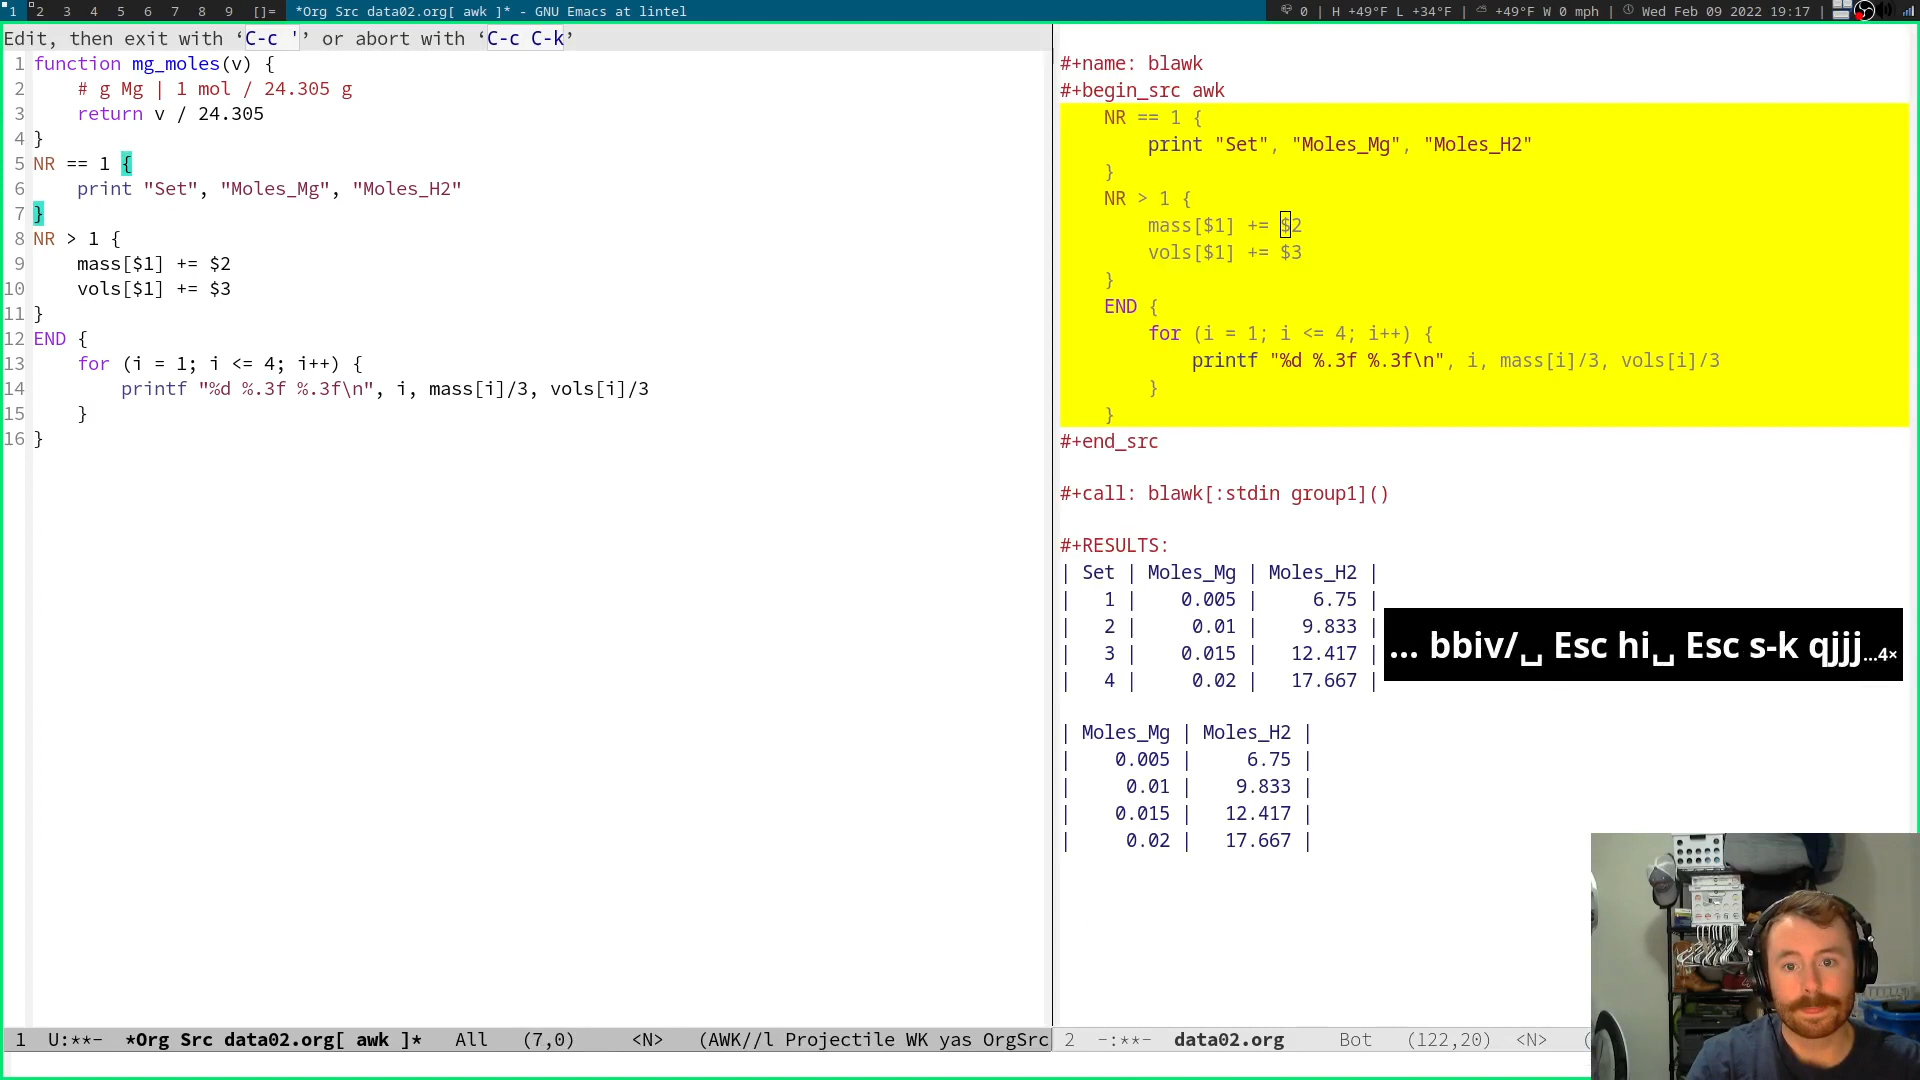 1 2 3 4 5 6 7 8 9 []= *Org Src data02.org[ awk ]* - GNU Emacs at lintel 0 | H +49°F L +34°F | +49°F W 0 mph | Wed Feb 09 2022 19:17 |
Edit, then exit with ‘C-c '’ or abort with ‘C-c C-k’
1 function mg_moles(v) {
2 # g Mg | 1 mol / 24.305 g
3 return v / 24.305
4 }
5 NR == 1 {
6 print "Set", "Moles_Mg", "Moles_H2"
7 }
8 NR > 1 {
9 mass[$1] += $2
10 vols[$1] += $3
11 }
12 END {
13 for (i = 1; i <= 4; i++) {
14 printf "%d %.3f %.3f\n", i, mass[i]/3, vols[i]/3
15 }
16 }
1 U:**- *Org Src data02.org[ awk ]* All (7,0) <N> (AWK//l Projectile WK yas OrgSrc
#+name: blawk
#+begin_src awk
NR == 1 {
print "Set", "Moles_Mg", "Moles_H2"
}
NR > 1 {
mass[$1] += $2
vols[$1] += $3
}
END {
for (i = 1; i <= 4; i++) {
printf "%d %.3f %.3f\n", i, mass[i]/3, vols[i]/3
}
}
#+end_src
#+call: blawk[:stdin group1]()
#+RESULTS:
| Set | Moles_Mg | Moles_H2 |
| 1 | 0.005 | 6.75 |
| 2 | 0.01 | 9.833 |
| 3 | 0.015 | 12.417 |
| 4 | 0.02 | 17.667 |
... bbiv/␣ Esc hi␣ Esc s-k qjjj...4×
| Moles_Mg | Moles_H2 |
| 0.005 | 6.75 |
| 0.01 | 9.833 |
| 0.015 | 12.417 |
| 0.02 | 17.667 |
2 -:**- data02.org Bot (122,20) <N> (